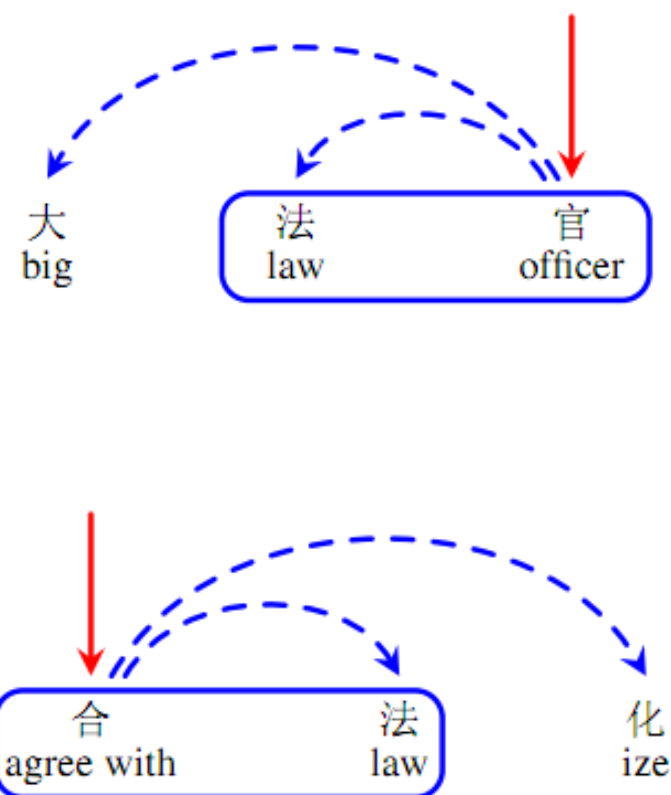 大 法 官
big law officer
合 法 化
agree with law ize